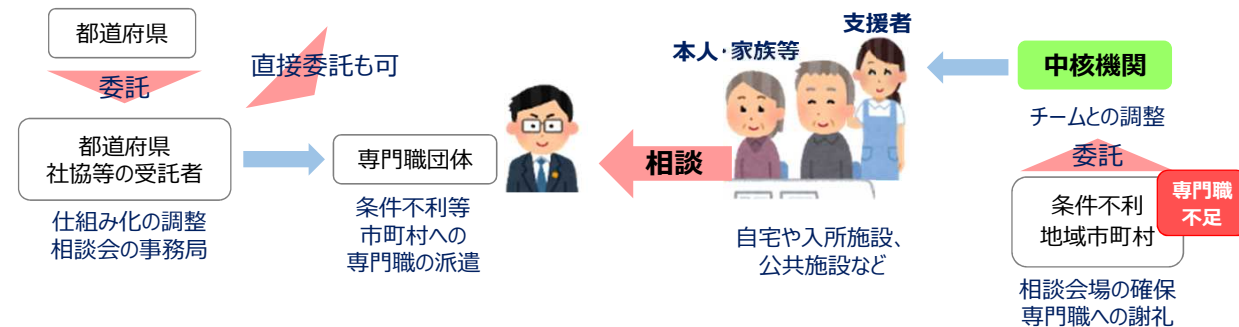 都道府県
委託
直接委託も可
都道府県
社協等の受託者
仕組み化の調整
相談会の事務局
専門職団体
条件不利等
市町村への
専門職の派遣
相談
本人・家族等
支援者
自宅や入所施設、
公共施設など
中核機関
チームとの調整
委託
条件不利
地域市町村
専門職
不足
相談会場の確保
専門職への謝礼